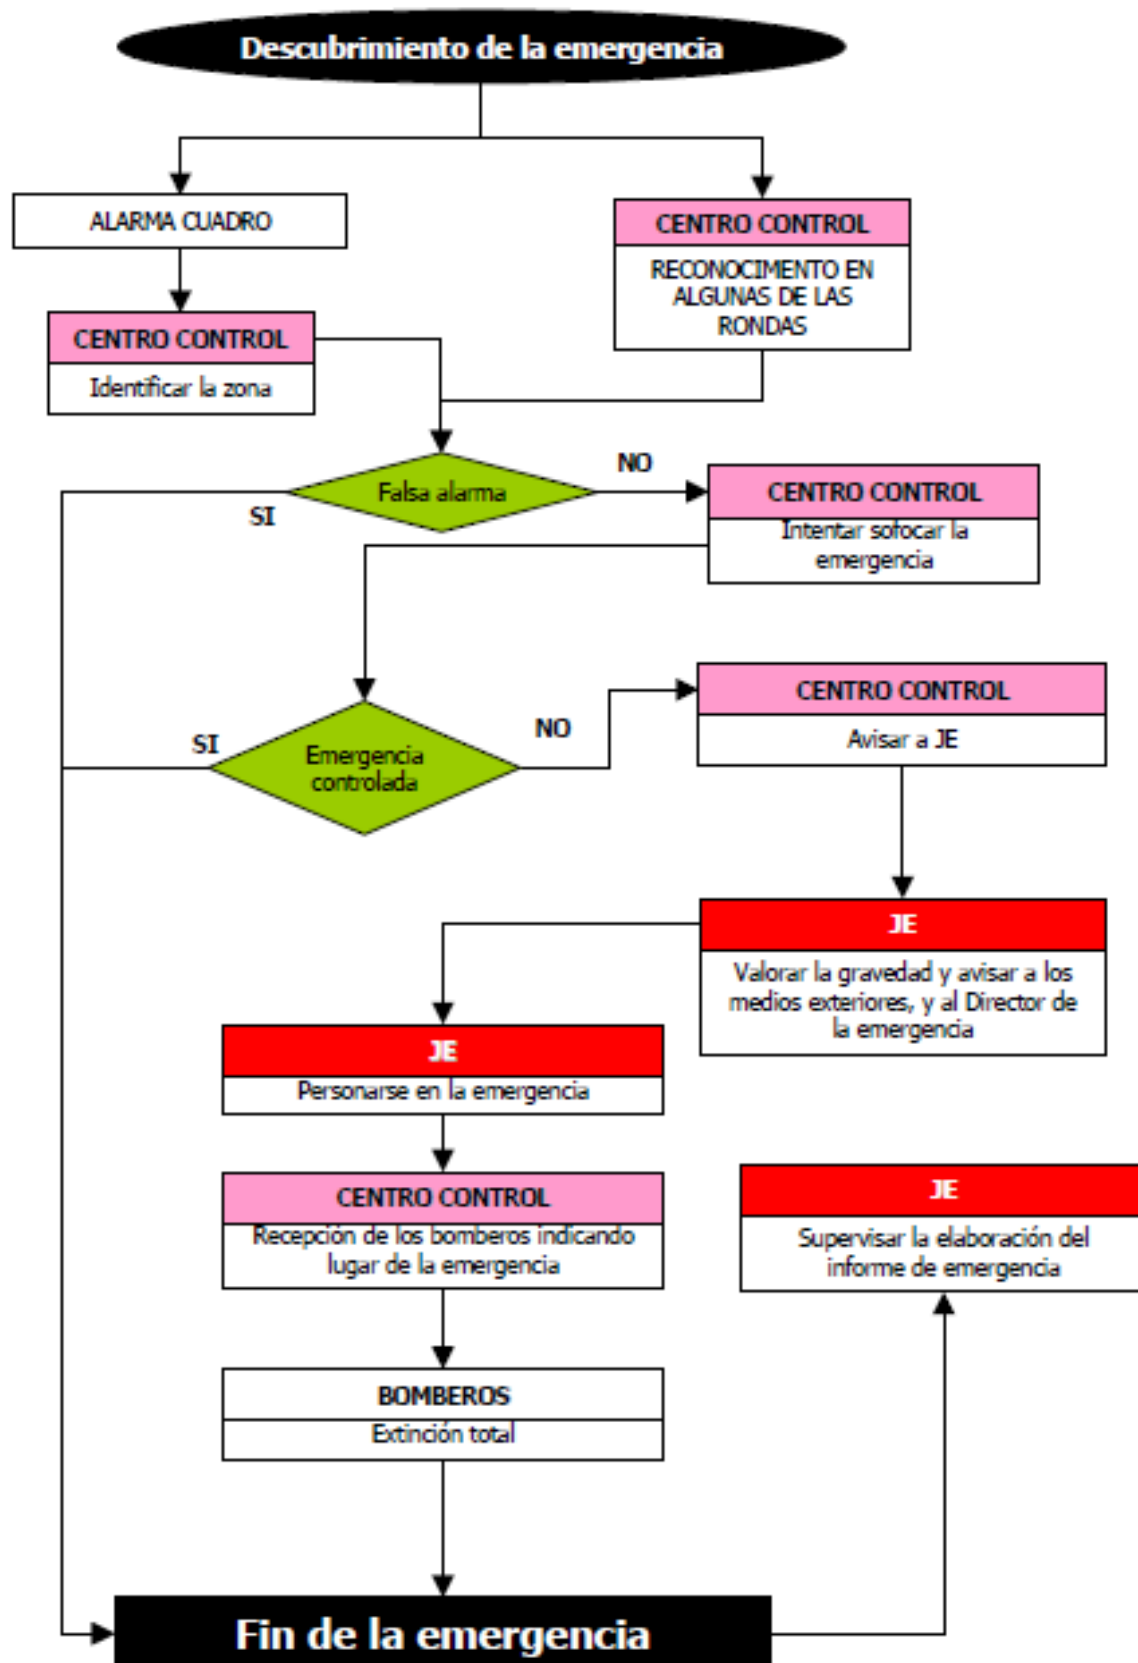 Descubrimiento de la emergencia
ALARMA CUADRO
CENTRO CONTROL
RECONOCIMENTO EN
ALGUNAS DE LAS
RONDAS
CENTRO CONTROL
Identificar la zona
Falsa alarma
NO
SI
CENTRO CONTROL
Intentar sofocar la
emergencia
SI
Emergencia
controlada
NO
CENTRO CONTROL
Avisar a JE
JE
Valorar la gravedad y avisar a los
medios exteriores, y al Director de
la emergencia
JE
Personarse en la emergencia
CENTRO CONTROL
Recepción de los bomberos indicando
lugar de la emergencia
JE
Supervisar la elaboración del
informe de emergencia
BOMBEROS
Extinción total
Fin de la emergencia